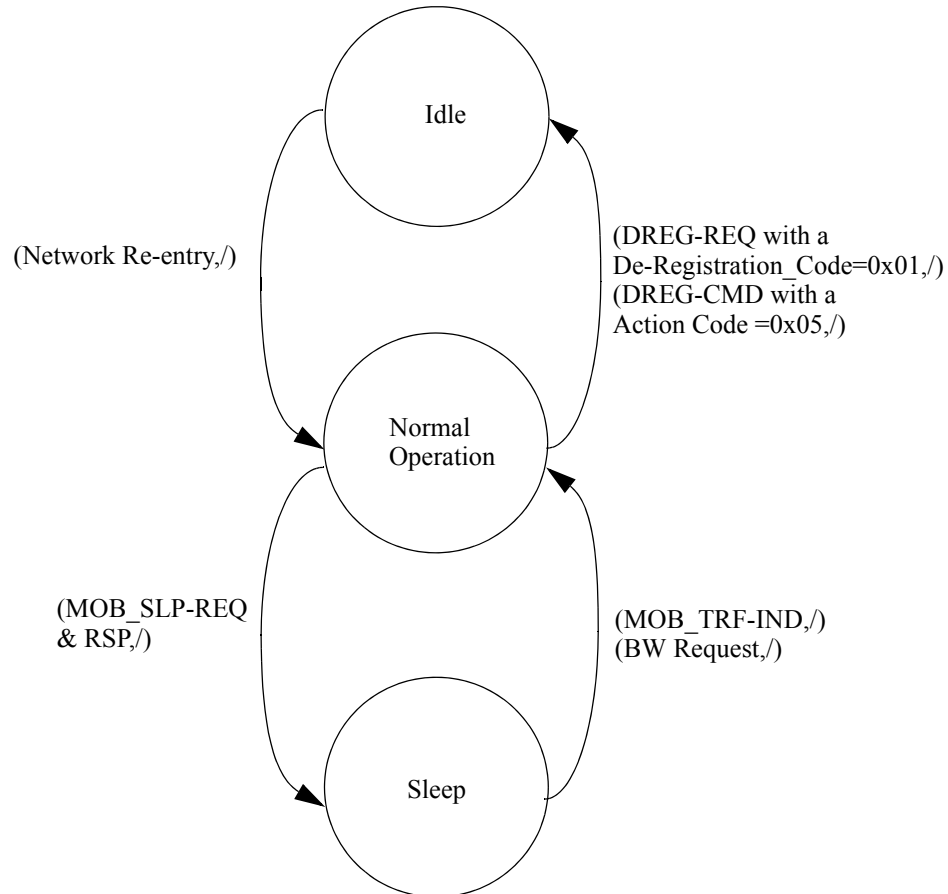 Idle
(Network Re-entry,/)
(DREG-REQ with a
De-Registration_Code=0x01,/)
(DREG-CMD with a
Action Code =0x05,/)
Normal
Operation
(MOB_SLP-REQ
& RSP,/)
(MOB_TRF-IND,/)
(BW Request,/)
Sleep